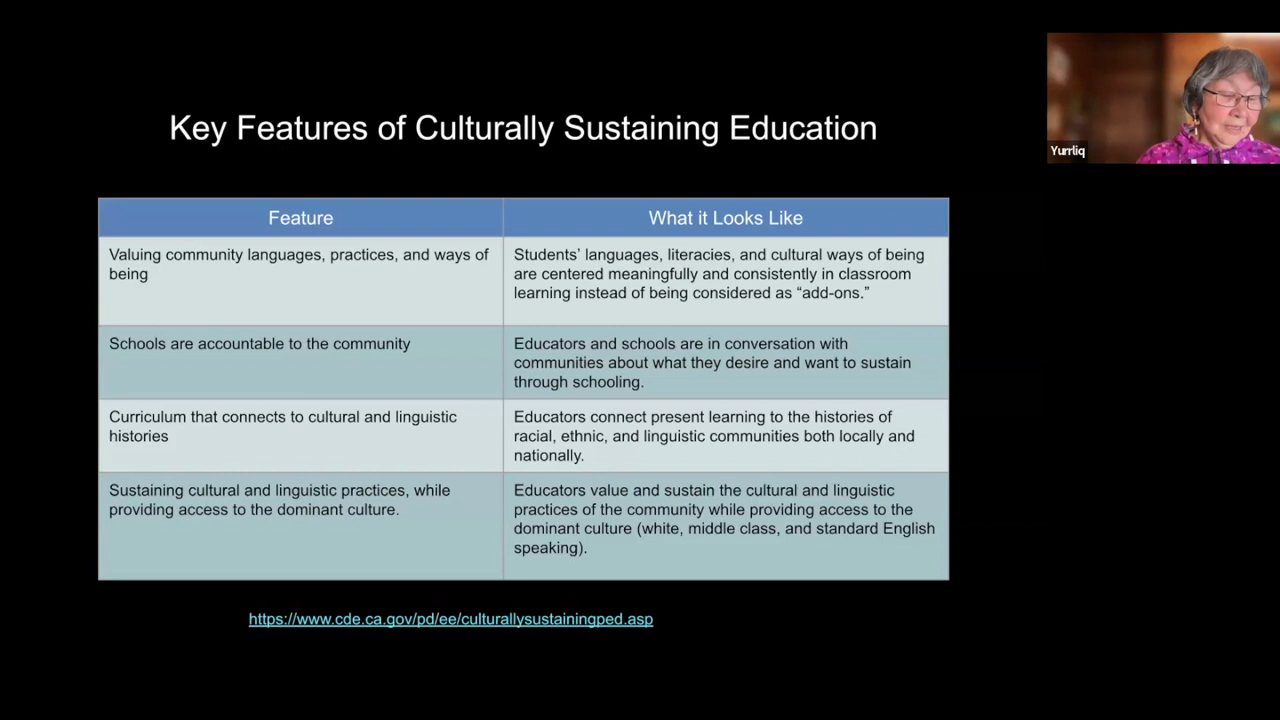 Key Features of Culturally Sustaining Education
Yurrliq
Feature
What it Looks Like
Valuing community languages, practices, and ways of
being
Students’ languages, literacies, and cultural ways of being
are centered meaningfully and consistently in classroom
learning instead of being considered as “add-ons.”
Schools are accountable to the community
Educators and schools are in conversation with
communities about what they desire and want to sustain
through schooling.
Curriculum that connects to cultural and linguistic
histories
Educators connect present learning to the histories of
racial, ethnic, and linguistic communities both locally and
nationally.
Sustaining cultural and linguistic practices, while
providing access to the dominant culture.
Educators value and sustain the cultural and linguistic
practices of the community while providing access to the
dominant culture (white, middle class, and standard English
speaking).
https://www.cde.ca.gov/pd/ee/culturallysustainingped.asp